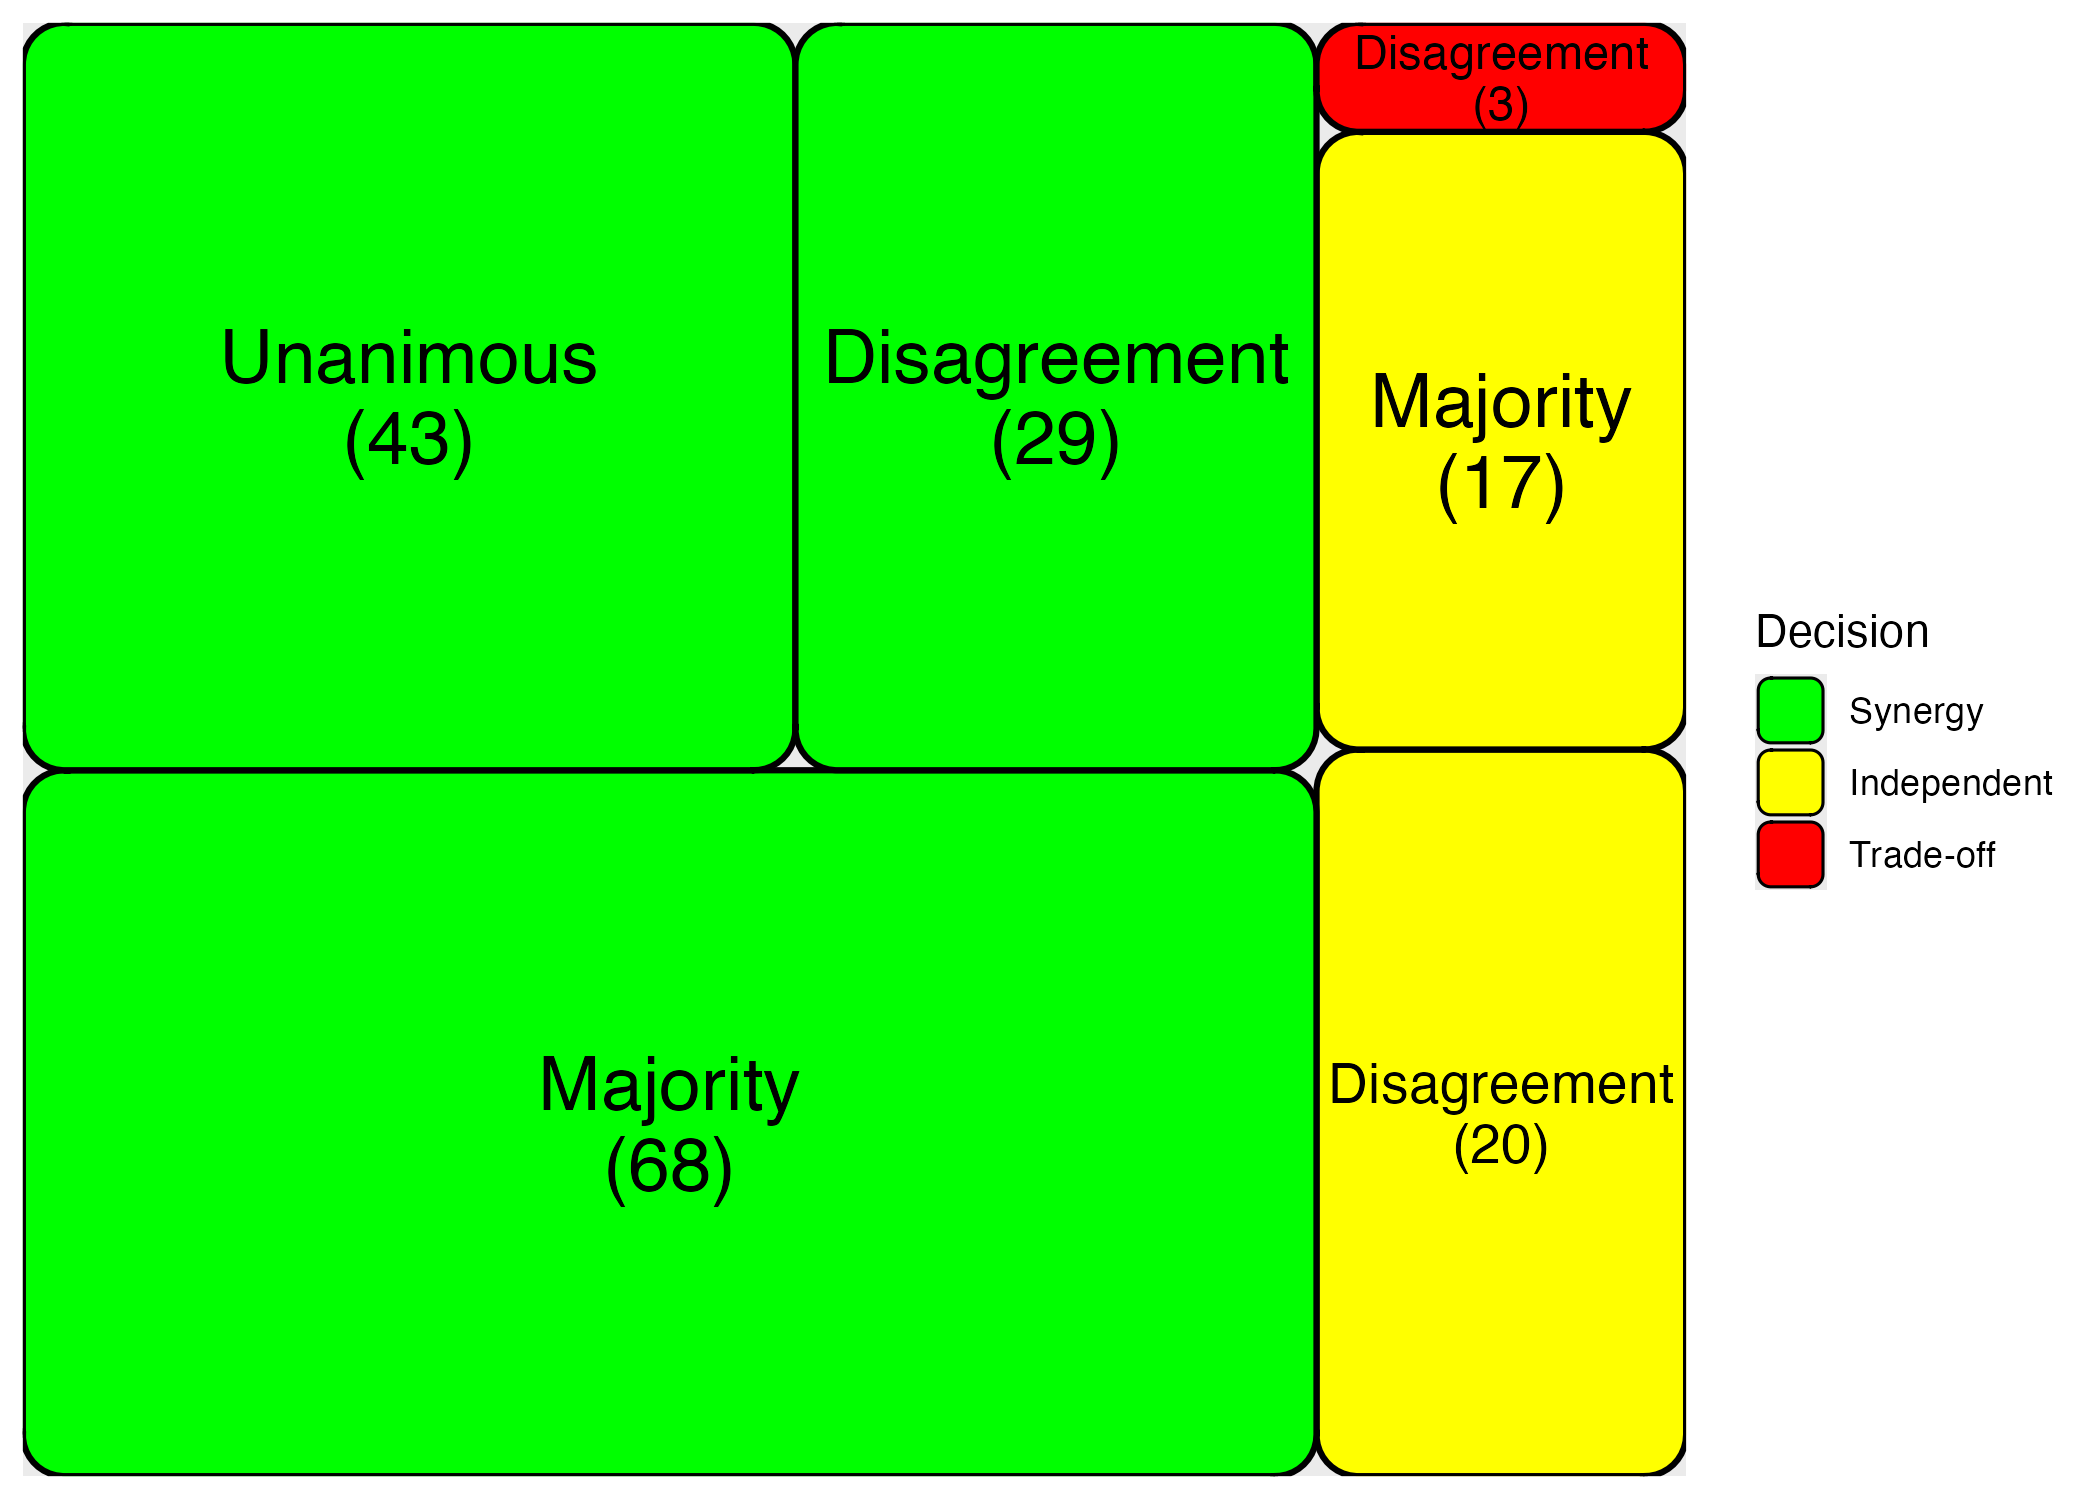 Unanimous
(43)
Disagreement
(29)
Disagreement
(3)
Majority
(17)
Majority
(68)
Disagreement
(20)
Decision
Synergy
Independent
Trade-off